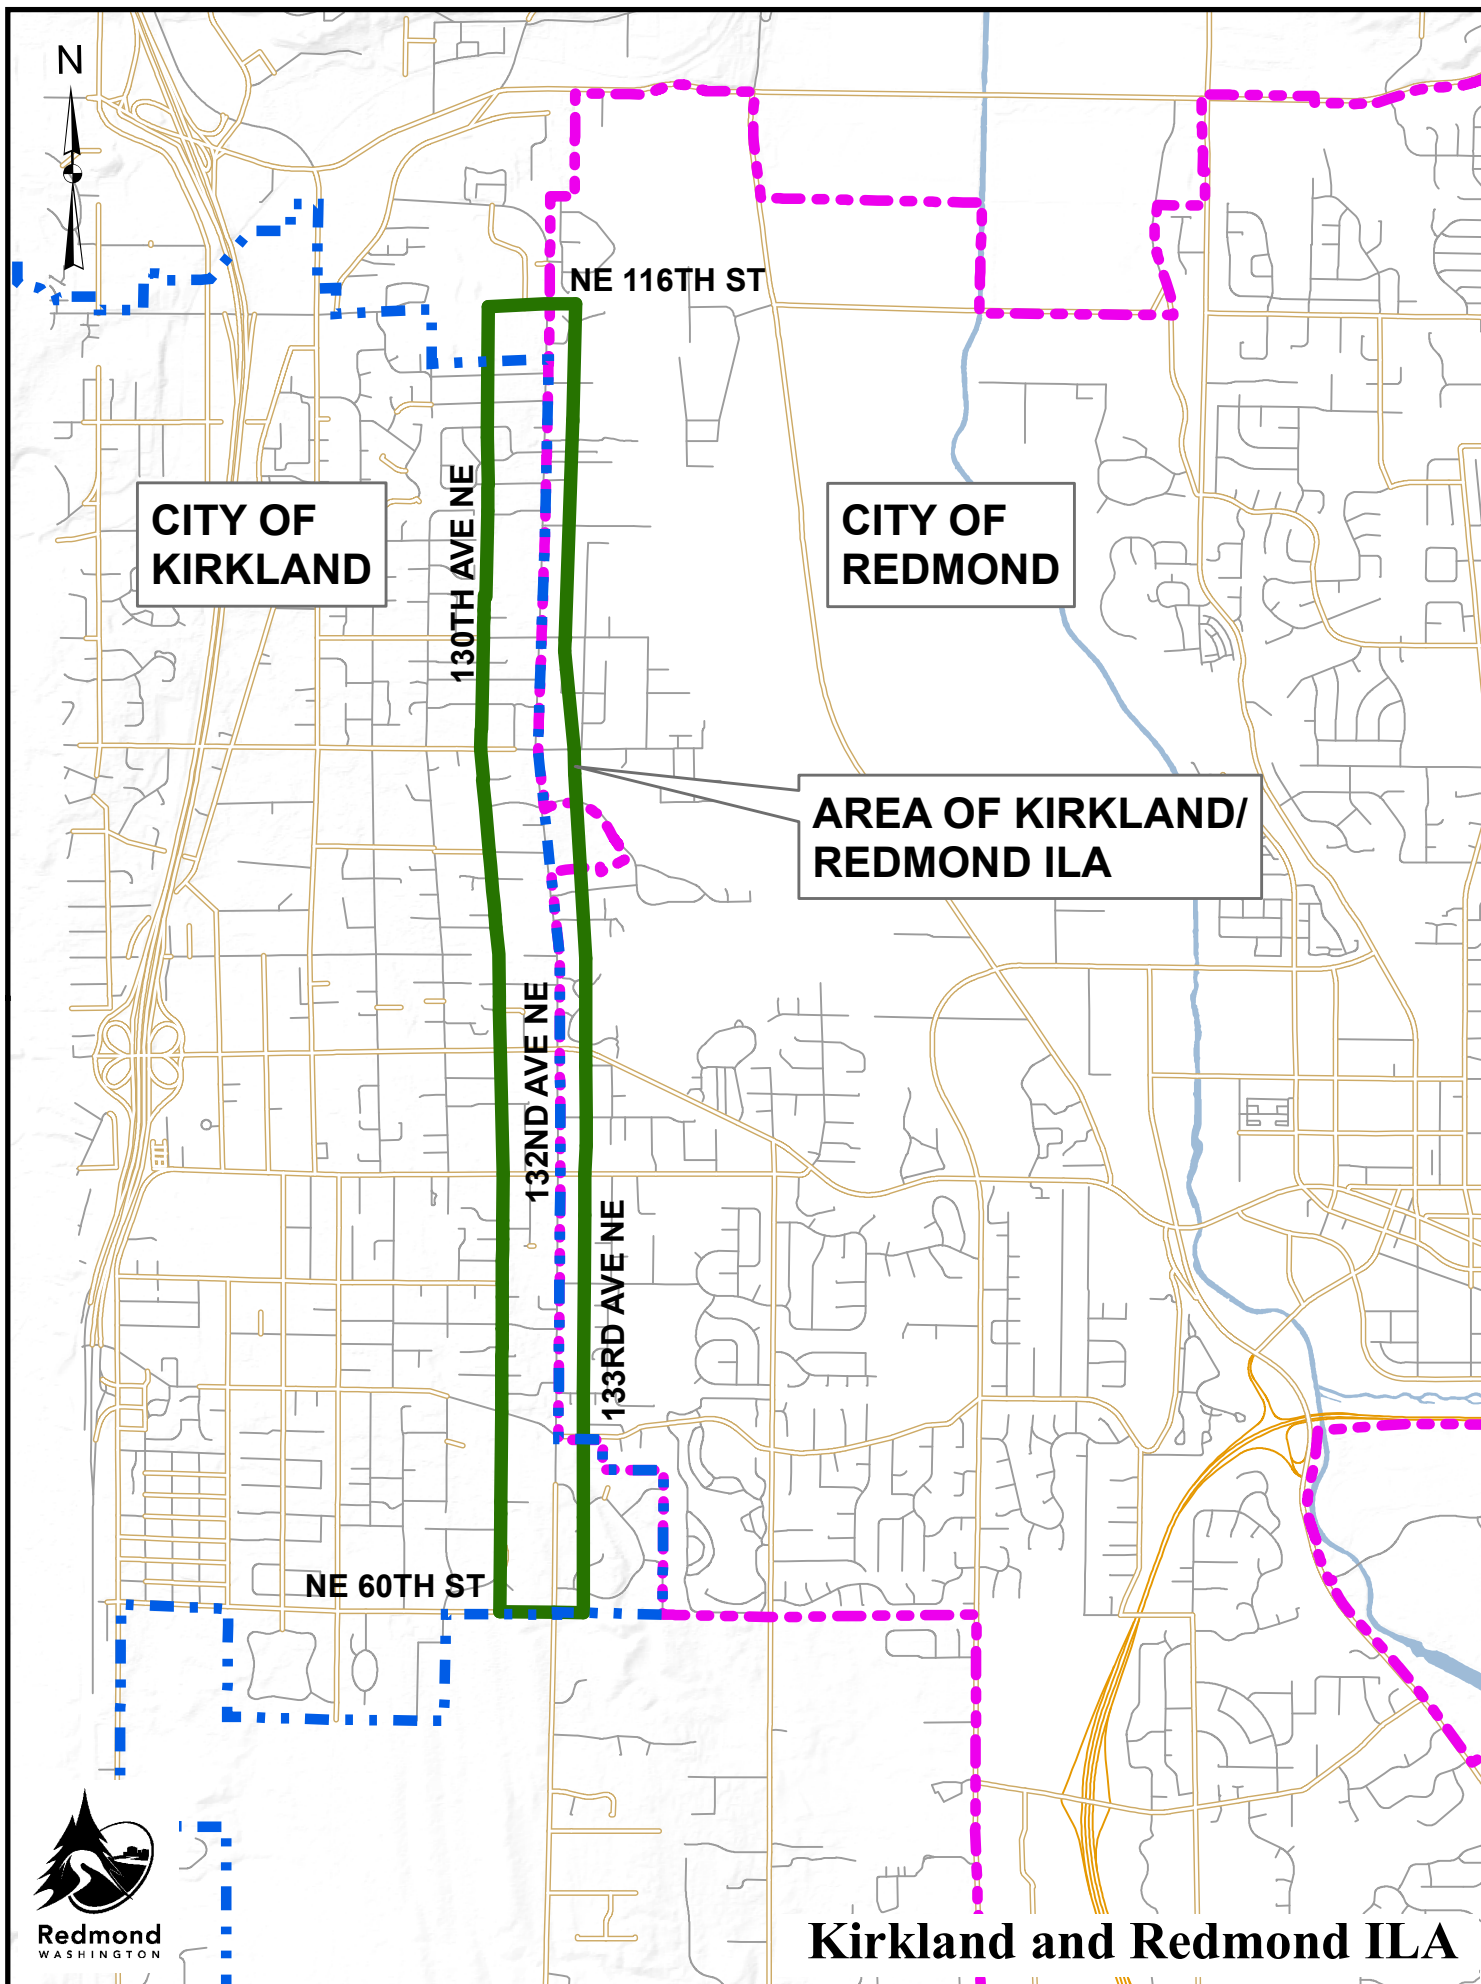 N
NE 116TH ST
CITY OF
KIRKLAND
130TH AVE NE
CITY OF
REDMOND
AREA OF KIRKLAND/
REDMOND ILA
132ND AVE NE
133RD AVE NE
NE 60TH ST
Redmond
WASHINGTON
Kirkland and Redmond ILA